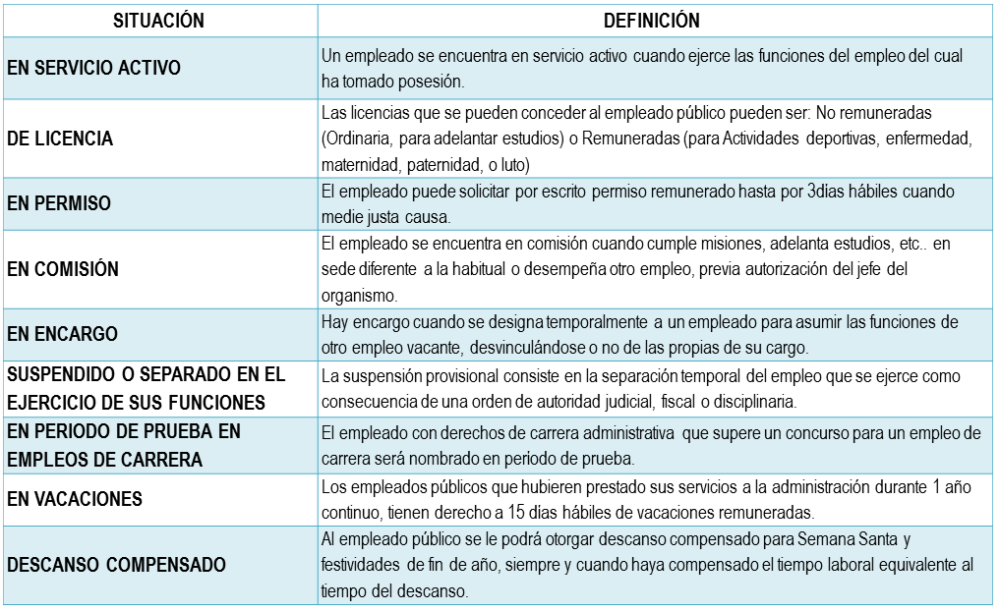 SITUACIÓN
DEFINICIÓN
EN SERVICIO ACTIVO
Un empleado se encuentra en servicio activo cuando ejerce las funciones del empleo del cual
ha tomado posesión.
DE LICENCIA
Las licencias que se pueden conceder al empleado público pueden ser: No remuneradas
(Ordinaria, para adelantar estudios) o Remuneradas (para Actividades deportivas, enfermedad,
maternidad, paternidad, o luto)
EN PERMISO
El empleado puede solicitar por escrito permiso remunerado hasta por 3días hábiles cuando
medie justa causa.
EN COMISIÓN
El empleado se encuentra en comisión cuando cumple misiones, adelanta estudios, etc.. en
sede diferente a la habitual o desempeña otro empleo, previa autorización del jefe del
organismo.
EN ENCARGO
Hay encargo cuando se designa temporalmente a un empleado para asumir las funciones de
otro empleo vacante, desvinculándose o no de las propias de su cargo.
SUSPENDIDO O SEPARADO EN EL
EJERCICIO DE SUS FUNCIONES
La suspensión provisional consiste en la separación temporal del empleo que se ejerce como
consecuencia de una orden de autoridad judicial, fiscal o disciplinaria.
EN PERIODO DE PRUEBA EN
EMPLEOS DE CARRERA
El empleado con derechos de carrera administrativa que supere un concurso para un empleo de
carrera será nombrado en período de prueba.
EN VACACIONES
Los empleados públicos que hubieren prestado sus servicios a la administración durante 1 año
continuo, tienen derecho a 15 días hábiles de vacaciones remuneradas.
DESCANSO COMPENSADO
Al empleado público se le podrá otorgar descanso compensado para Semana Santa y
festividades de fin de año, siempre y cuando haya compensado el tiempo laboral equivalente al
tiempo del descanso.